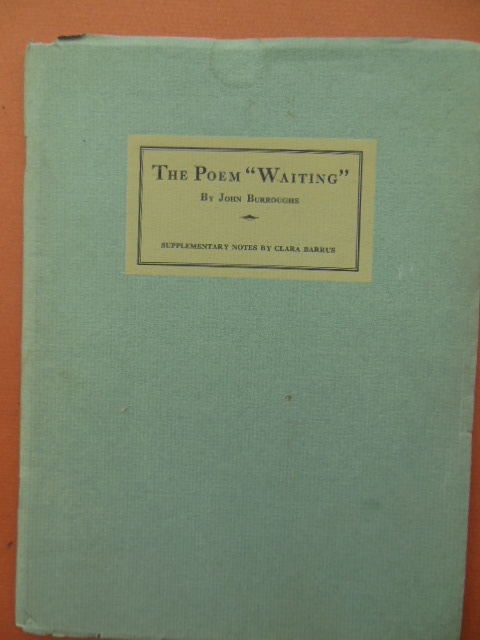 The Poem “Waiting”
By John Burroughs
SUPPLEMENTARY NOTES BY CLARA BARRUS